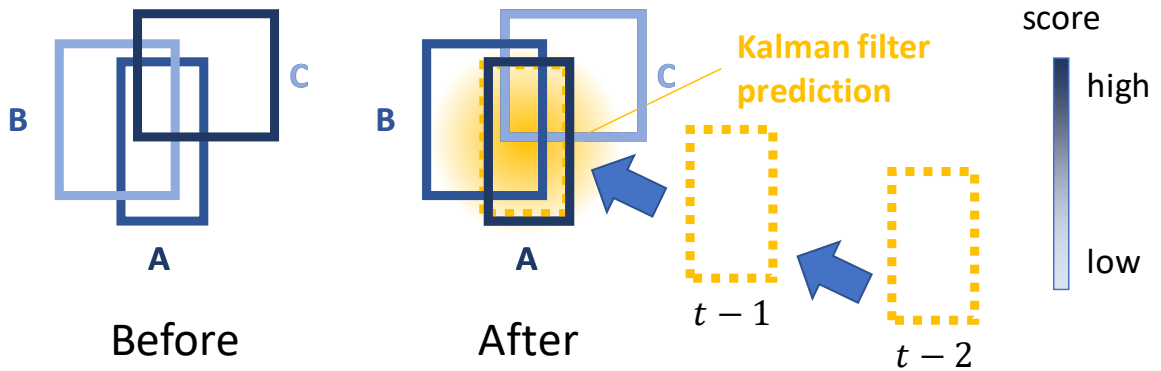 score
high
low
B
C
A
Before
B
C
A
After
Kalman filter
prediction
t − 1
t − 2